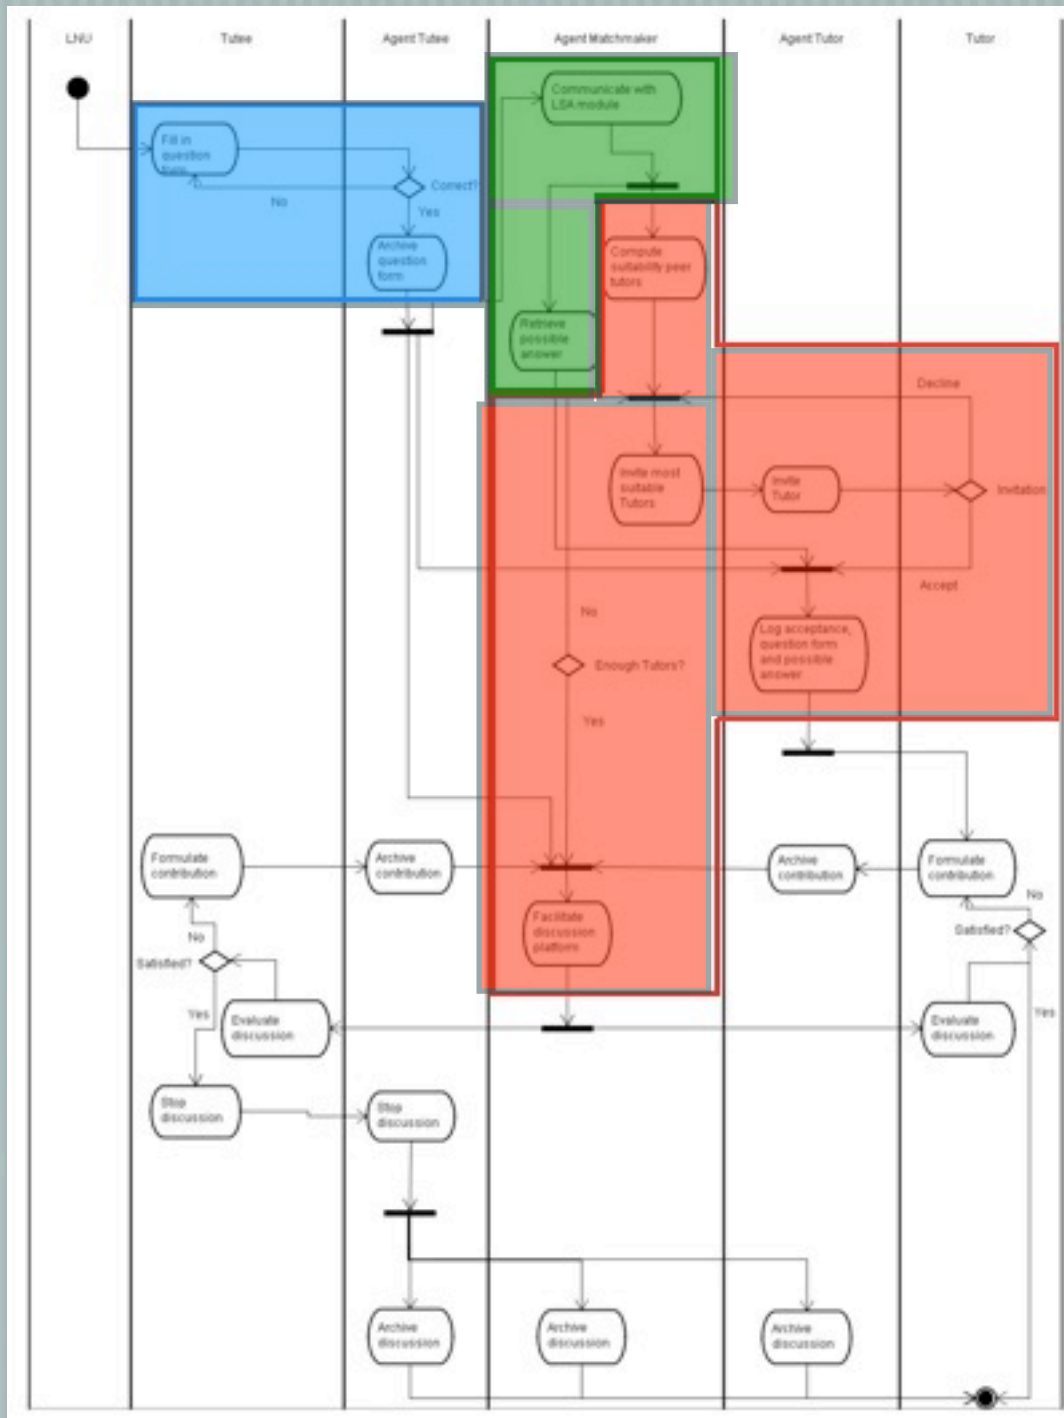 LNU
Tutee
Agent Tutee
Agent Matchmaker
Agent Tutor
Tutor
Communicate with
LSA module
Fill in
question
form
Correct?
No
Yes
Archive
question
form
Compute
suitability peer
tutors
Retrieve
possible
answer
Decline
Invite most
suitable
Tutors
Invite
Tutor
Invitation
Accept
No
Log acceptance,
question form
and possible
answer
Enough Tutors?
Yes
Formulate
contribution
Archive
contribution
Archive
contribution
Formulate
contribution
No
Facilitate
discussion
platform
Satisfied?
No
Satisfied?
Yes
Evaluate
discussion
Evaluate
discussion
Yes
Stop
discussion
Stop
discussion
Archive
discussion
Archive
discussion
Archive
discussion